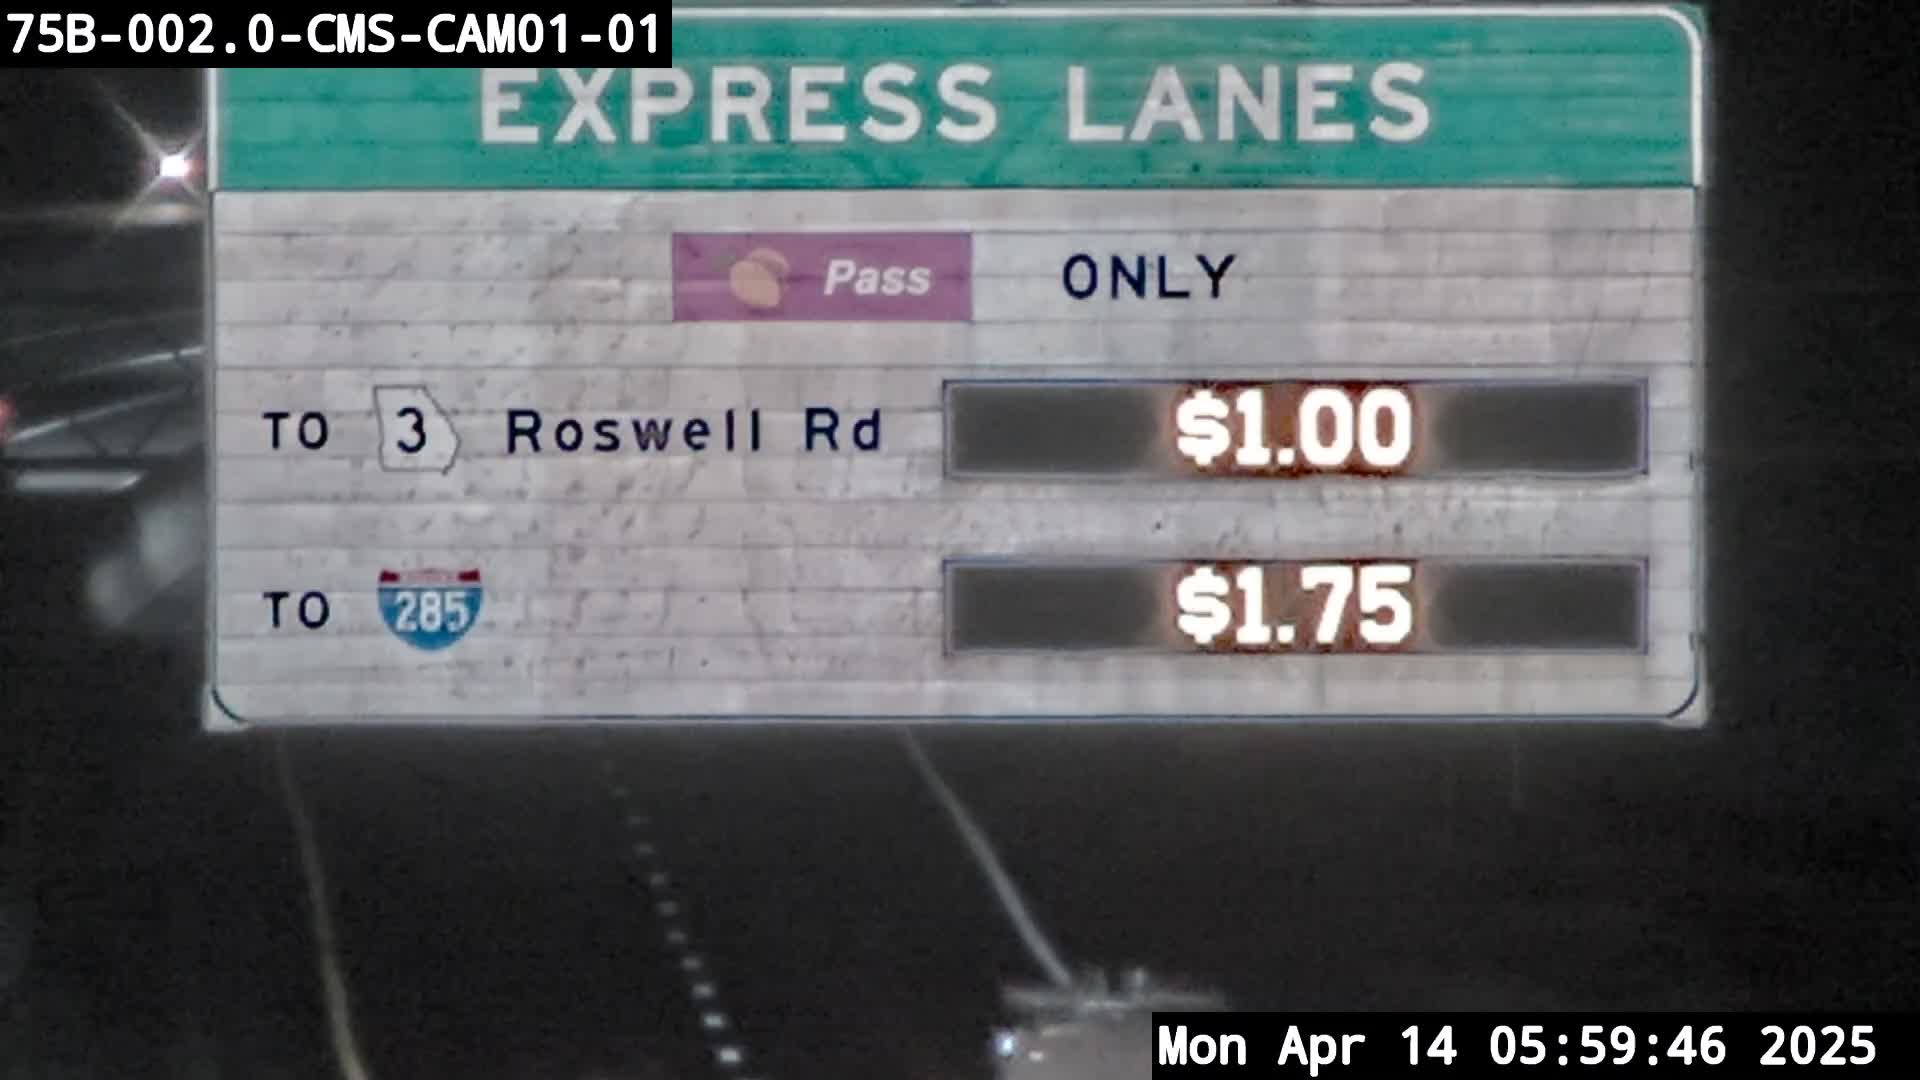 75B-002.0-CMS-CAM01-01
EXPRESS LANES
Pass ONLY
TO 3 Roswell Rd $1.00
TO 285 $1.75
Mon Apr 14 05:59:46 2025